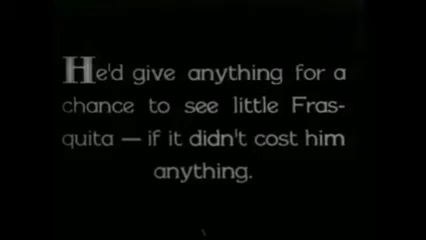 He'd give anything for a
chance to see little Fras-
quita — if it didn't cost him
anything.